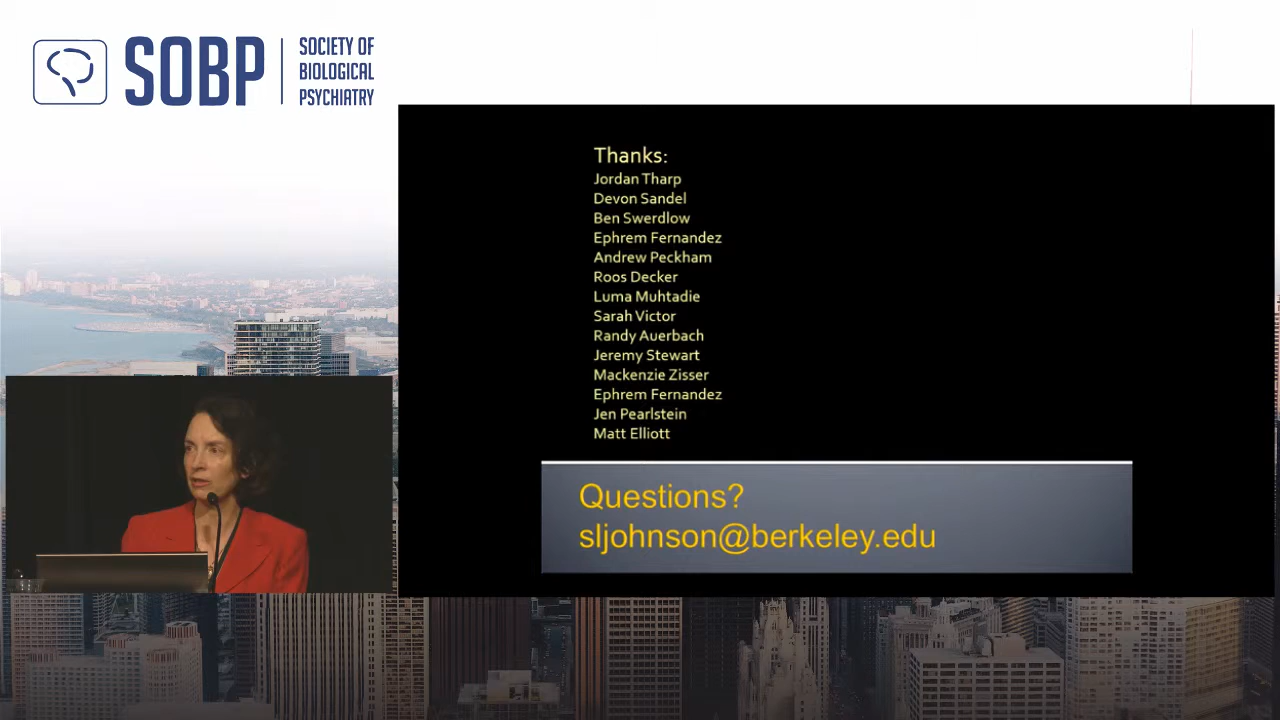 SOBP
SOCIETY OF
BIOLOGICAL
PSYCHIATRY
Thanks:
Jordan Tharp
Devon Sandel
Ben Swerdlow
Ephrem Fernandez
Andrew Peckham
Roos Decker
Luma Muhtadie
Sarah Victor
Randy Auerbach
Jeremy Stewart
Mackenzie Zisser
Ephrem Fernandez
Jen Pearlstein
Matt Elliott
Questions?
sljohnson@berkeley.edu